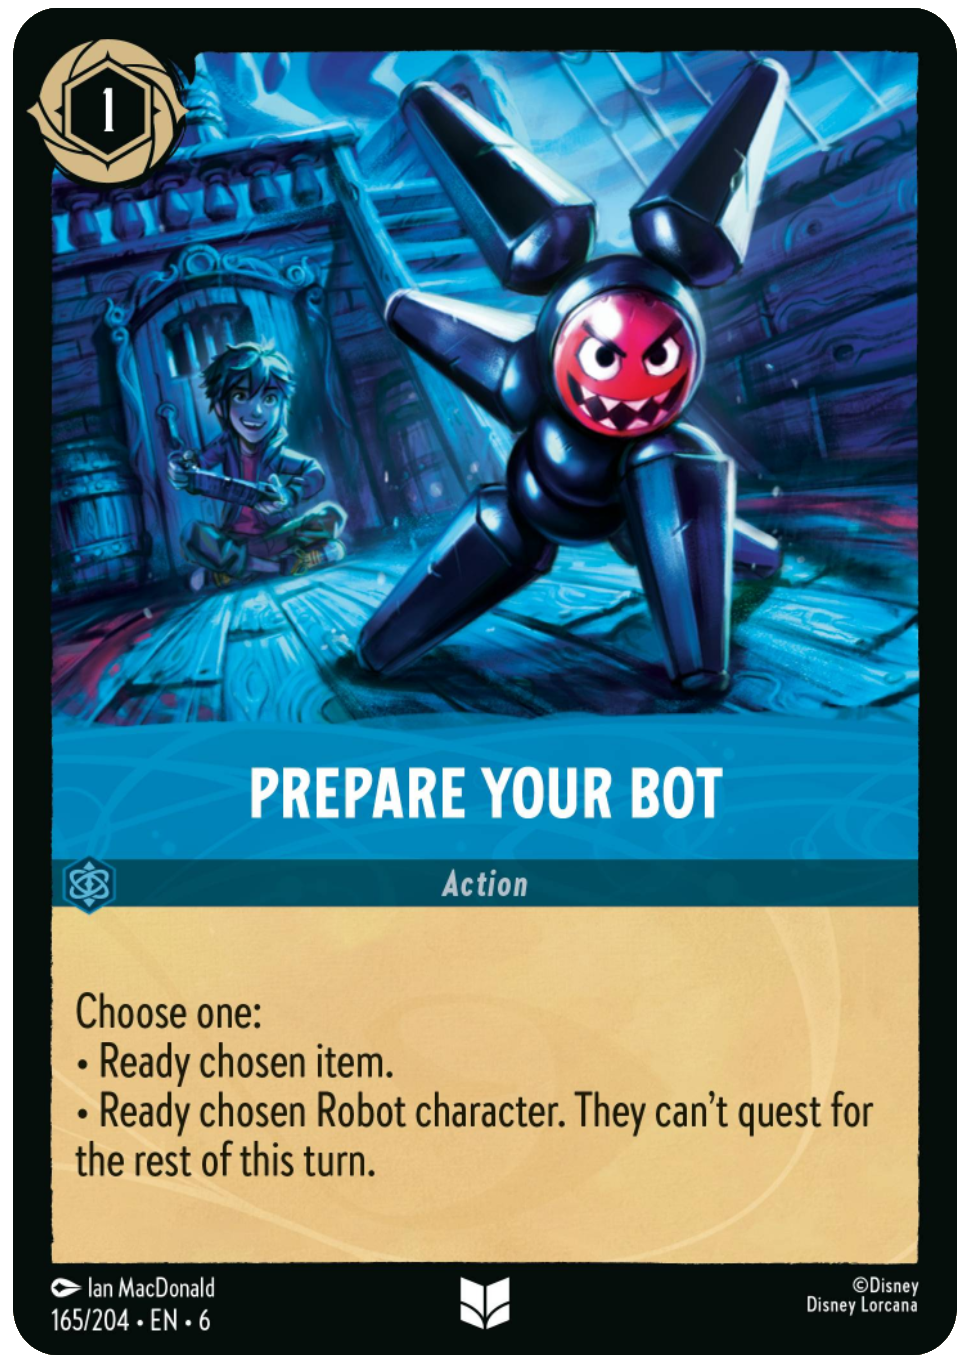 1
PREPARE YOUR BOT
Action
Choose one:
• Ready chosen item.
• Ready chosen Robot character. They can't quest for
the rest of this turn.
Ian MacDonald
165/204 • EN • 6
©Disney
Disney Lorcana